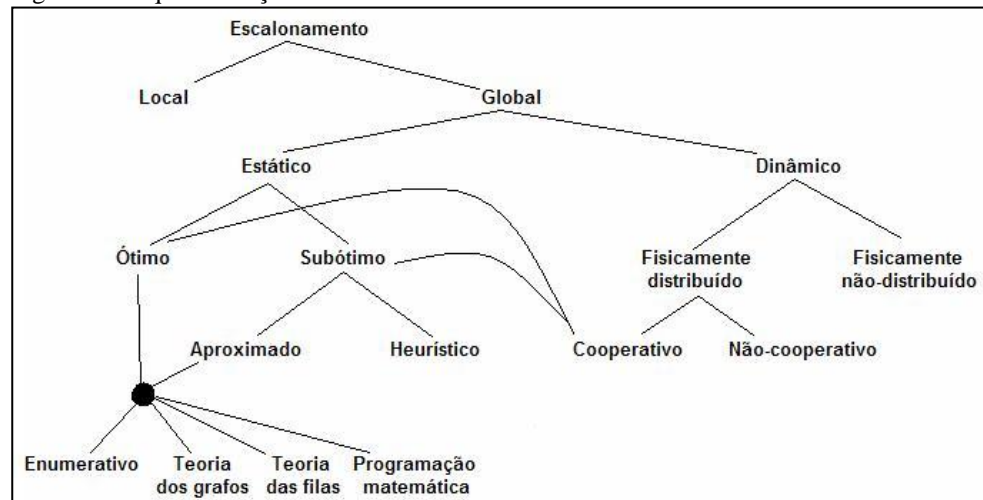 Escalonamento
Local
Global
Estático
Dinâmico
Ótimo
Subótimo
Fisicamente
distribuído
Fisicamente
não-distribuído
Aproximado
Heurístico
Cooperativo
Não-cooperativo
Enumerativo
Teoria
dos grafos
Teoria
das filas
Programação
matemática